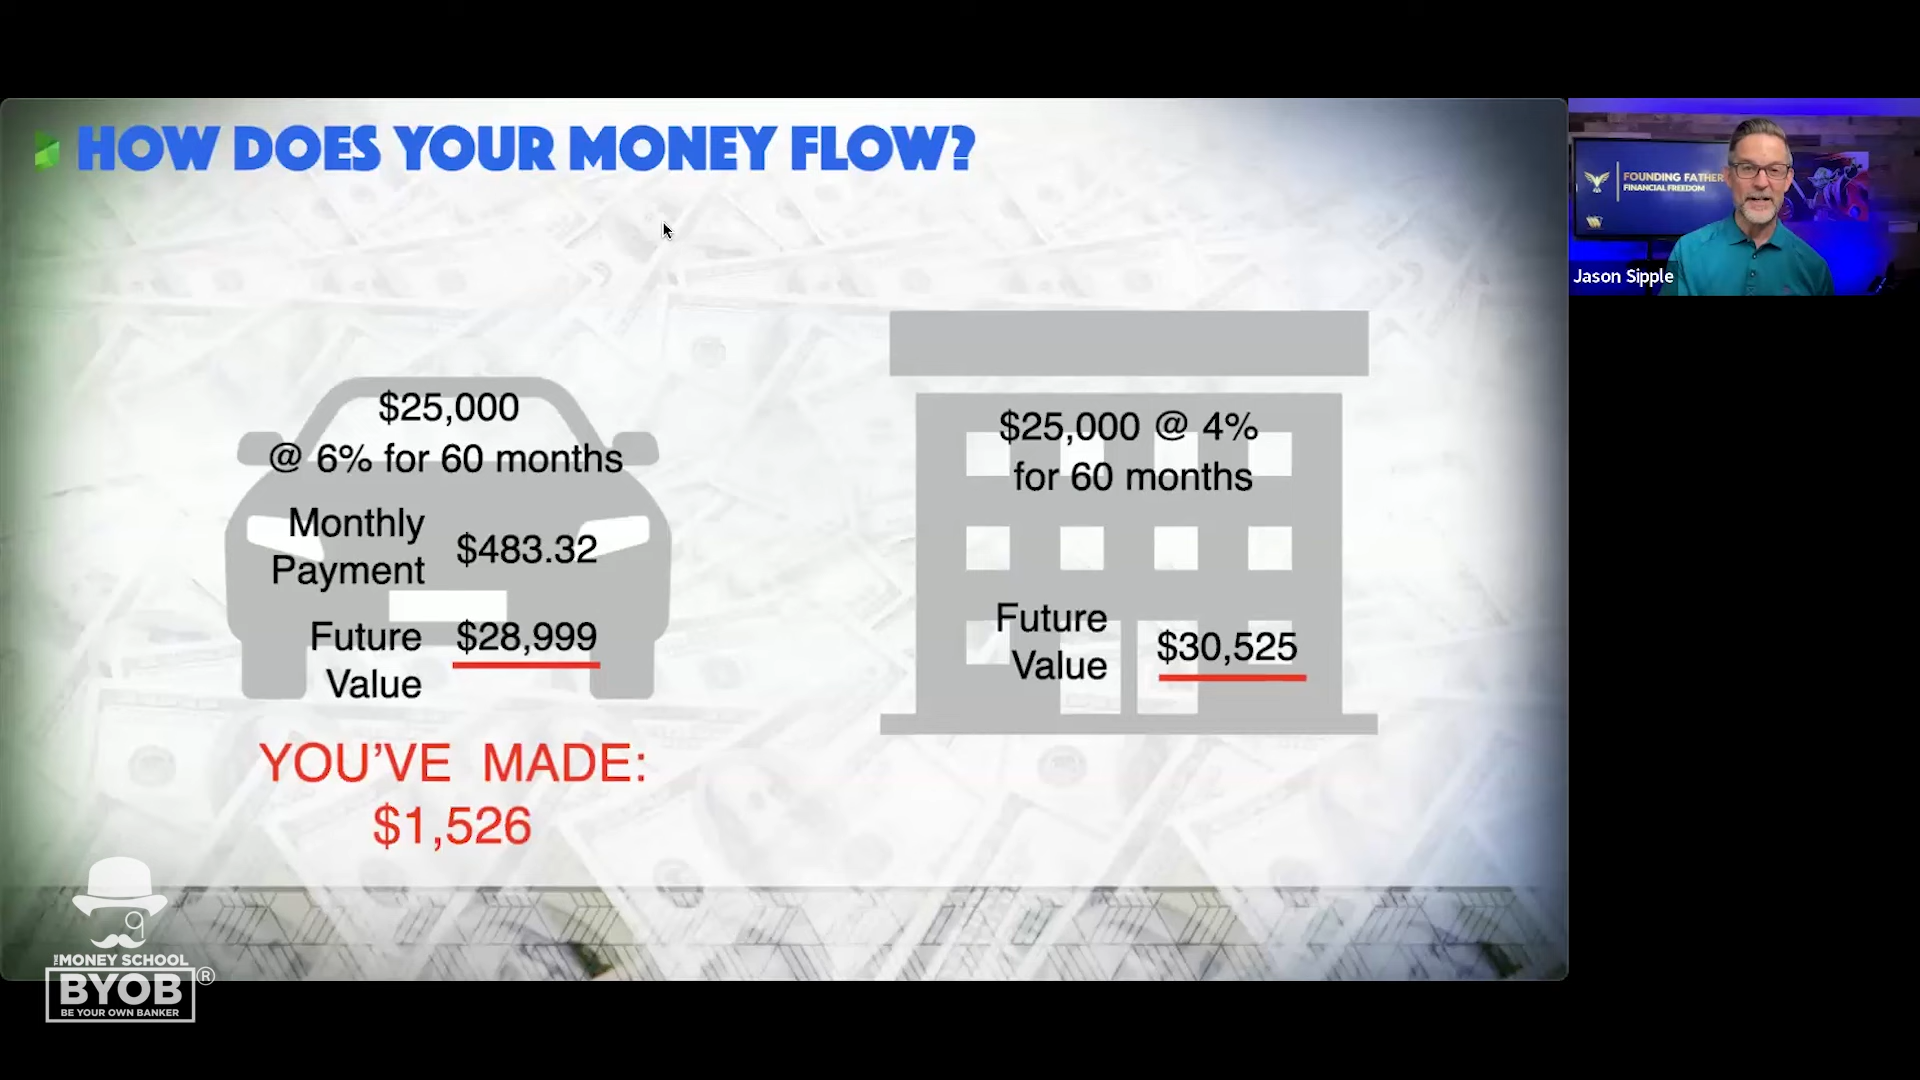 HOW DOES YOUR MONEY FLOW?
$25,000
@ 6% for 60 months
Monthly
Payment
$483.32
Future
Value
$28,999
YOU'VE MADE:
$1,526
$25,000 @ 4%
for 60 months
Future
Value
$30,525
FOUNDING FATHER
FINANCIAL FREEDOM
Jason Sipple
THE MONEY SCHOOL
BYOB®
BE YOUR OWN BANKER